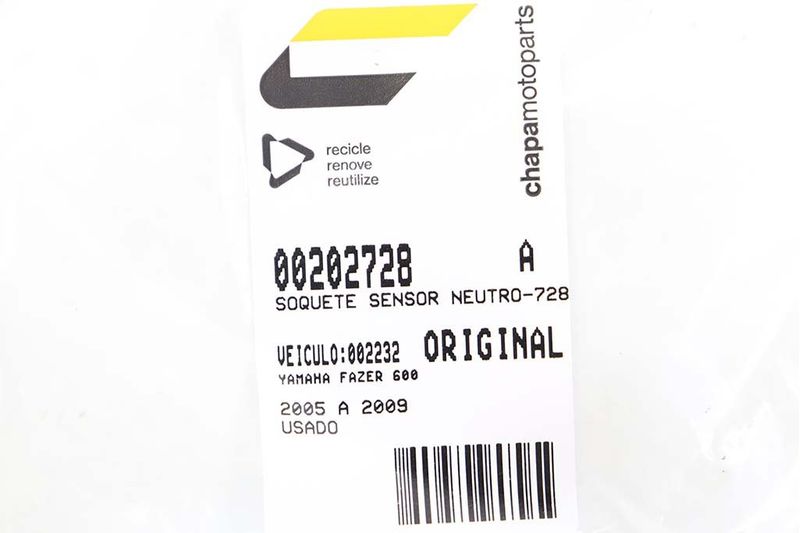 chapamotoparts
recicle
renove
reutilize
00202728 A
SOQUETE SENSOR NEUTRO-728
VEICULO:002232 ORIGINAL
YAMAHA FAZER 600
2005 A 2009
USADO